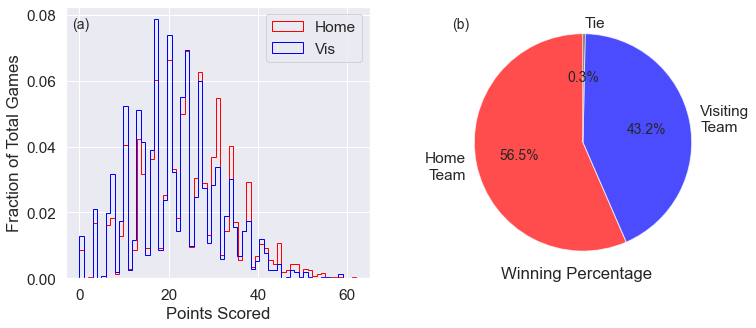 (a)
Home
Vis
Fraction of Total Games
0.08
0.06
0.04
0.02
0.00
0
20
40
60
Points Scored
(b)
Tie
0.3%
Visiting
Team
43.2%
56.5%
Home
Team
Winning Percentage